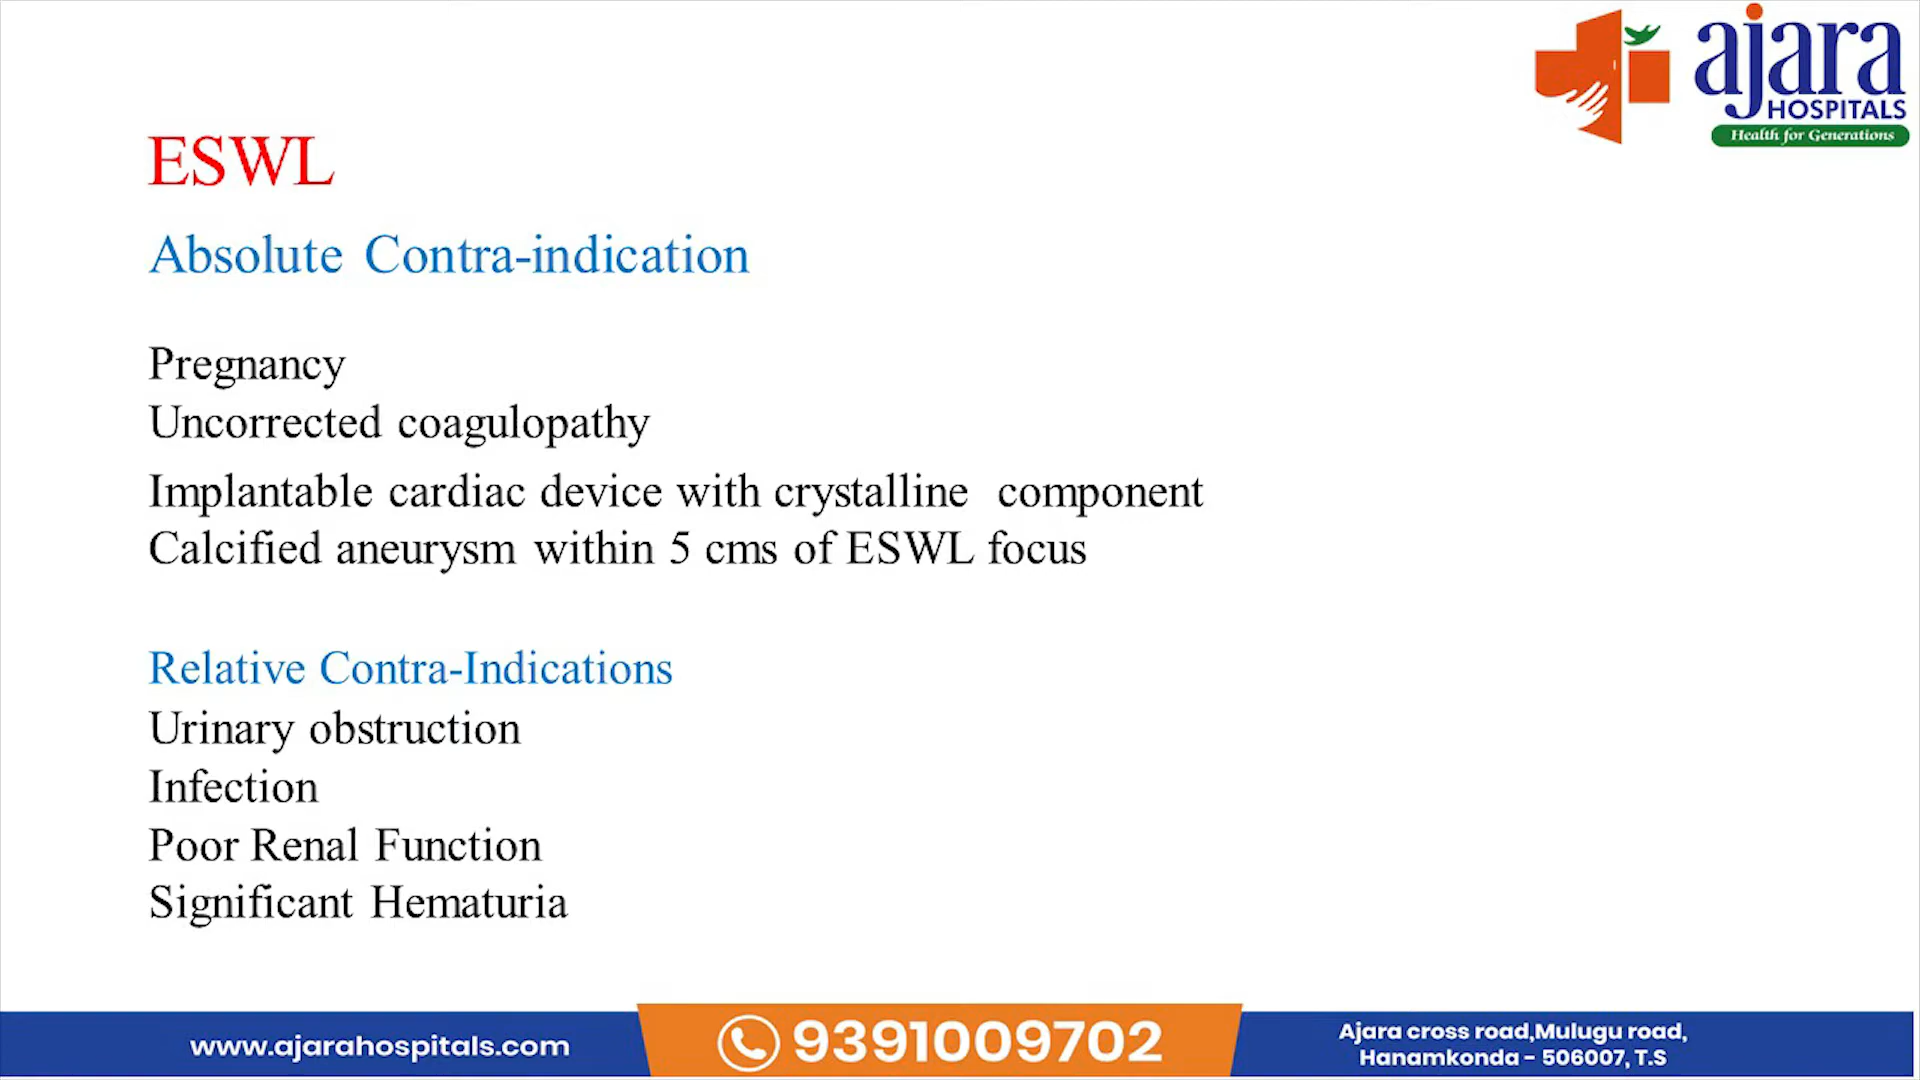 ajara
HOSPITALS
Health for Generations
ESWL
Absolute Contra-indication
Pregnancy
Uncorrected coagulopathy
Implantable cardiac device with crystalline component
Calcified aneurysm within 5 cms of ESWL focus
Relative Contra-Indications
Urinary obstruction
Infection
Poor Renal Function
Significant Hematuria
www.ajarahospitals.com
9391009702
Ajara cross road,Mulugu road,
Hanamkonda - 506007, T.S